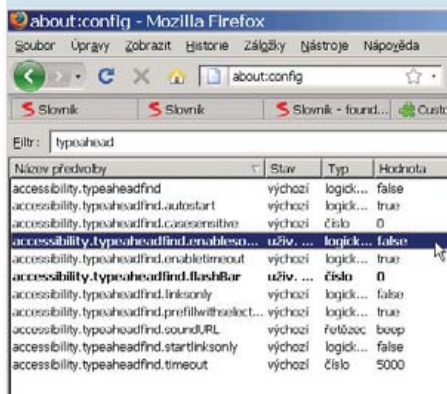 about:config - Mozilla Firefox
Soubor Úpravy Zobrazit Historie Záložky Nástroje Nápověda
about:config
Slovník Slovník Slovník - found... Custo
Filtr: typeahead
Název předvolby Stav Typ Hodnota
accessibility.typeaheadfind výchozí logick... false
accessibility.typeaheadfind.autostart výchozí logick... true
accessibility.typeaheadfind.casesensitive výchozí číslo 0
accessibility.typeaheadfind.enableso... uživ. ... logick... false
accessibility.typeaheadfind.enabletimeout výchozí logick... true
accessibility.typeaheadfind.flashBar uživ. ... číslo 0
accessibility.typeaheadfind.linksonly výchozí logick... false
accessibility.typeaheadfind.prefillwithselect... výchozí logick... true
accessibility.typeaheadfind.soundURL výchozí řetězec beep
accessibility.typeaheadfind.startlinksonly výchozí logick... false
accessibility.typeaheadfind.timeout výchozí číslo 5000